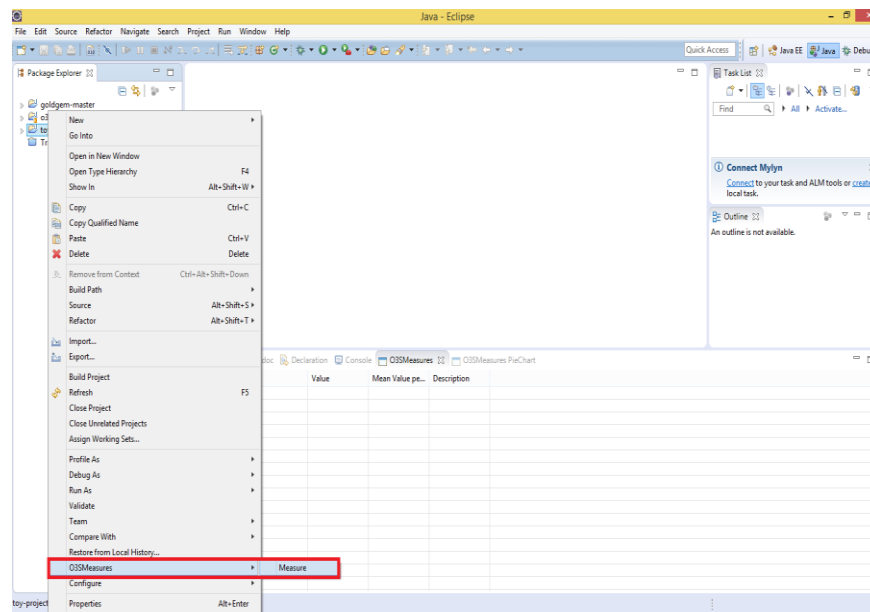 Java - Eclipse
File Edit Source Refactor Navigate Search Project Run Window Help
Quick Access
Java EE
Java
Debu
Package Explorer
goldgem-master
o3
to
Tr
New
Go Into
Open in New Window
Open Type Hierarchy F4
Show In Alt+Shift+W
Copy Ctrl+C
Copy Qualified Name
Paste Ctrl+V
Delete Delete
Remove from Context Ctrl+Alt+Shift+Down
Build Path
Source Alt+Shift+S
Refactor Alt+Shift+T
Import...
Export...
Build Project
Refresh F5
Close Project
Close Unrelated Projects
Assign Working Sets...
Profile As
Debug As
Run As
Validate
Team
Compare With
Restore from Local History...
O3SMeasures Measure
Configure
Properties Alt+Enter
Task List
Find All Activate...
Connect Mylyn
Connect to your task and ALM tools or create
local task.
Outline
An outline is not available.
doc Declaration Console O3SMeasures O3SMeasures PieChart
Value Mean Value pe... Description
toy-project